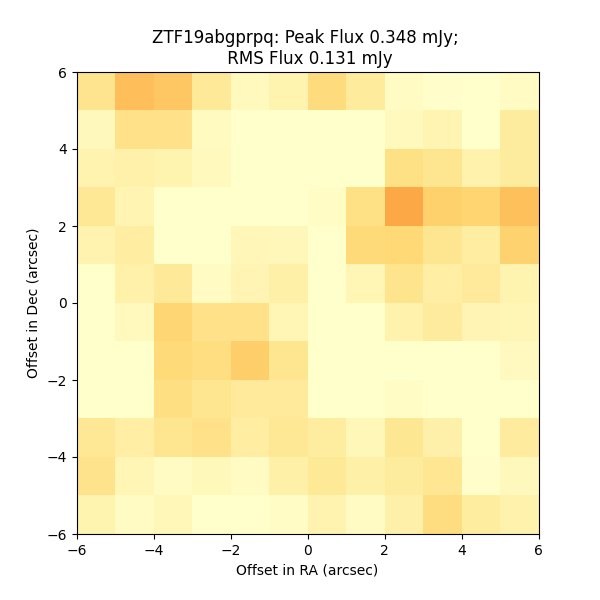 ZTF19abgprpq: Peak Flux 0.348 mJy;
RMS Flux 0.131 mJy
6
4
2
0
−2
−4
−6
Offset in Dec (arcsec)
−6 −4 −2 0 2 4 6
Offset in RA (arcsec)